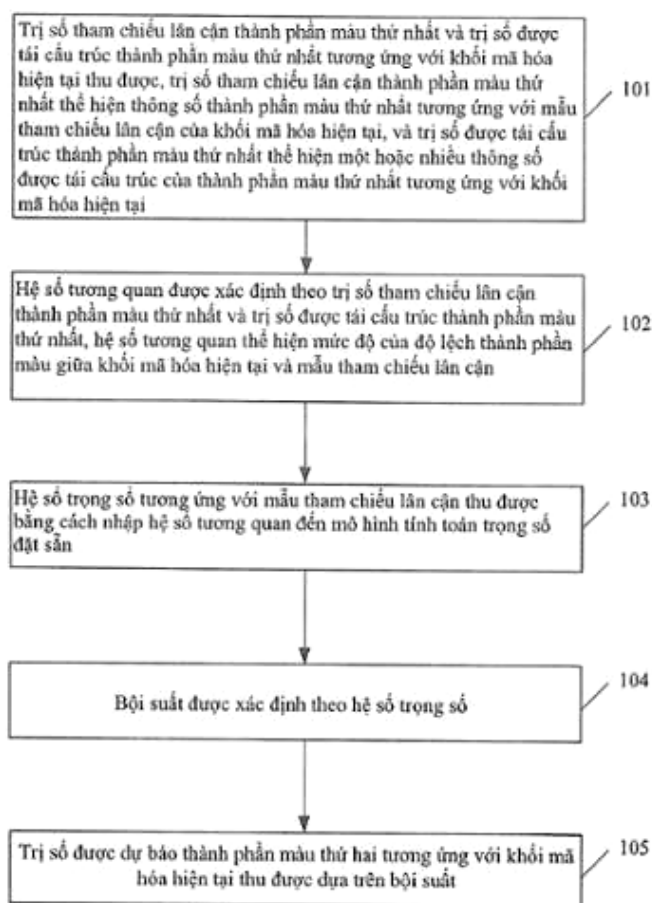 Trị số tham chiếu lân cận thành phần màu thứ nhất và trị số được
tái cấu trúc thành phần màu thứ nhất tương ứng với khối mã hóa
hiện tại thu được, trị số tham chiếu lân cận thành phần màu thứ
nhất thể hiện thông số thành phần màu thứ nhất tương ứng với mẫu
tham chiếu lân cận của khối mã hóa hiện tại, và trị số được tái cấu
trúc thành phần màu thứ nhất thể hiện một hoặc nhiều thông số
được tái cấu trúc của thành phần màu thứ nhất tương ứng với khối
mã hóa hiện tại
101
Hệ số tương quan được xác định theo trị số tham chiếu lân cận
thành phần màu thứ nhất và trị số được tái cấu trúc thành phần màu
thứ nhất, hệ số tương quan thể hiện mức độ của độ lệch thành phần
màu giữa khối mã hóa hiện tại và mẫu tham chiếu lân cận
102
Hệ số trọng số tương ứng với mẫu tham chiếu lân cận thu được
bằng cách nhập hệ số tương quan đến mô hình tính toán trọng số
đặt sẵn
103
Bội suất được xác định theo hệ số trọng số
104
Trị số được dự báo thành phần màu thứ hai tương ứng với khối mã
hóa hiện tại thu được dựa trên bội suất
105